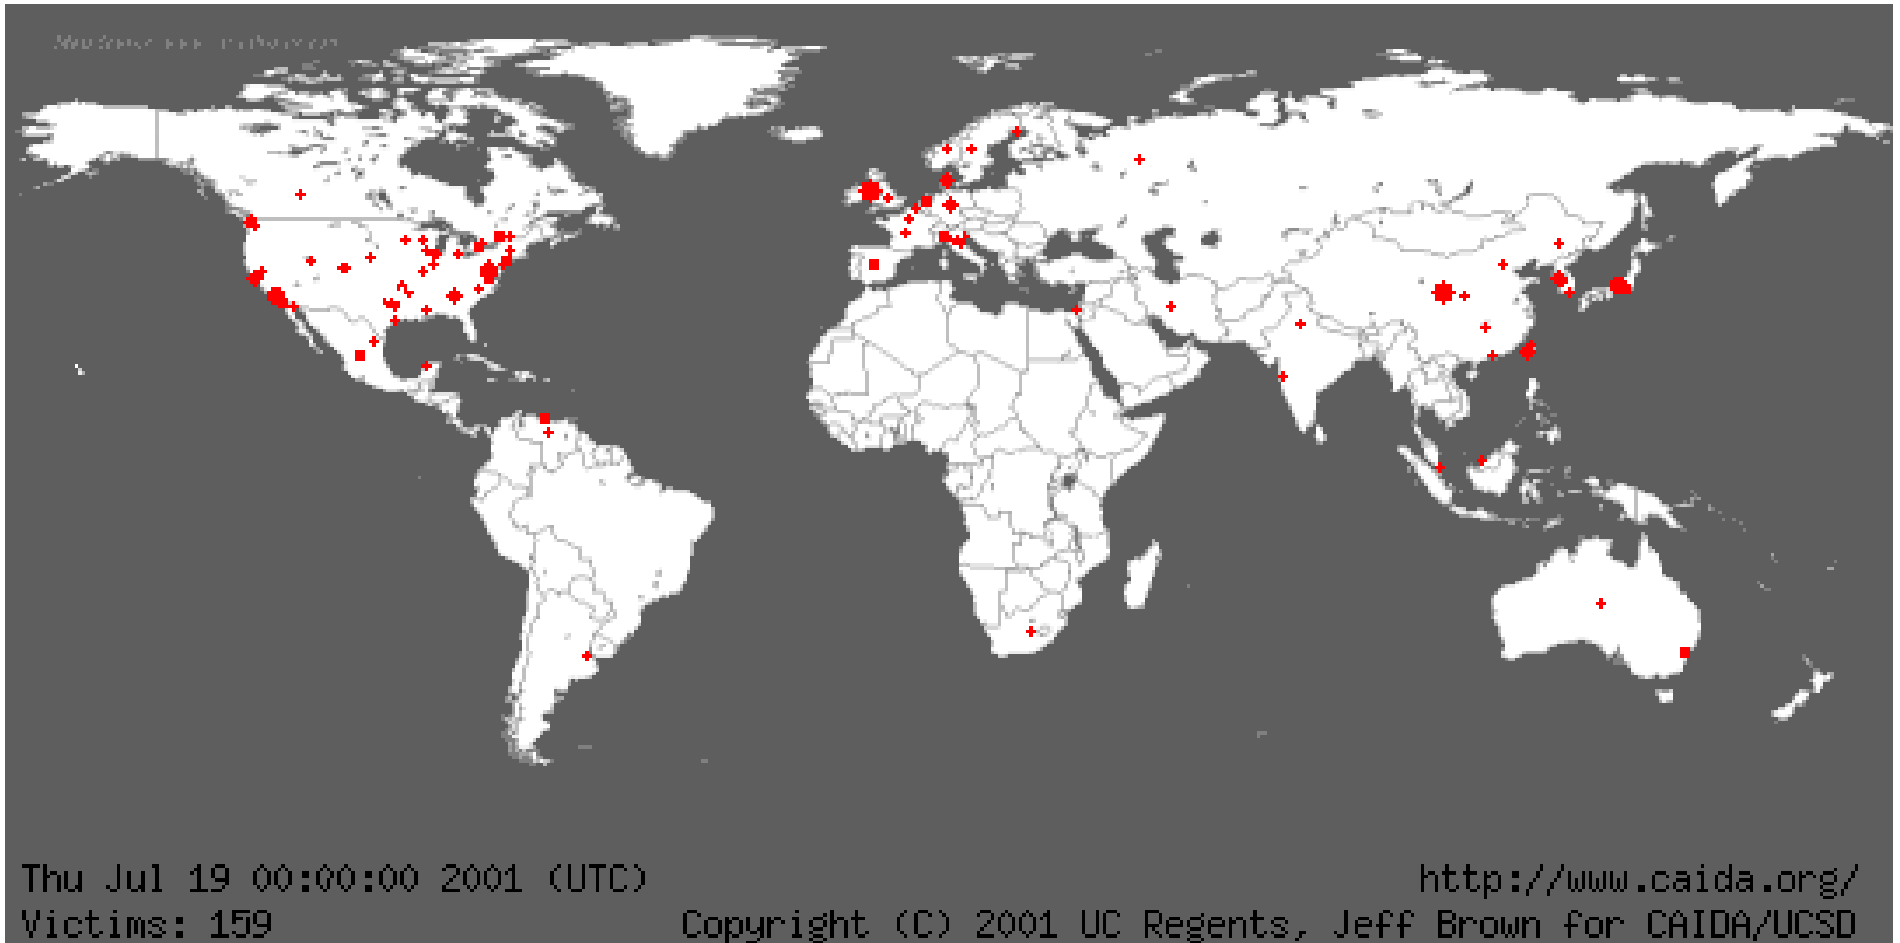 Thu Jul 19 00:00:00 2001 (UTC)
http://www.caida.org/
Victims: 159
Copyright (C) 2001 UC Regents, Jeff Brown for CAIDA/UCSD